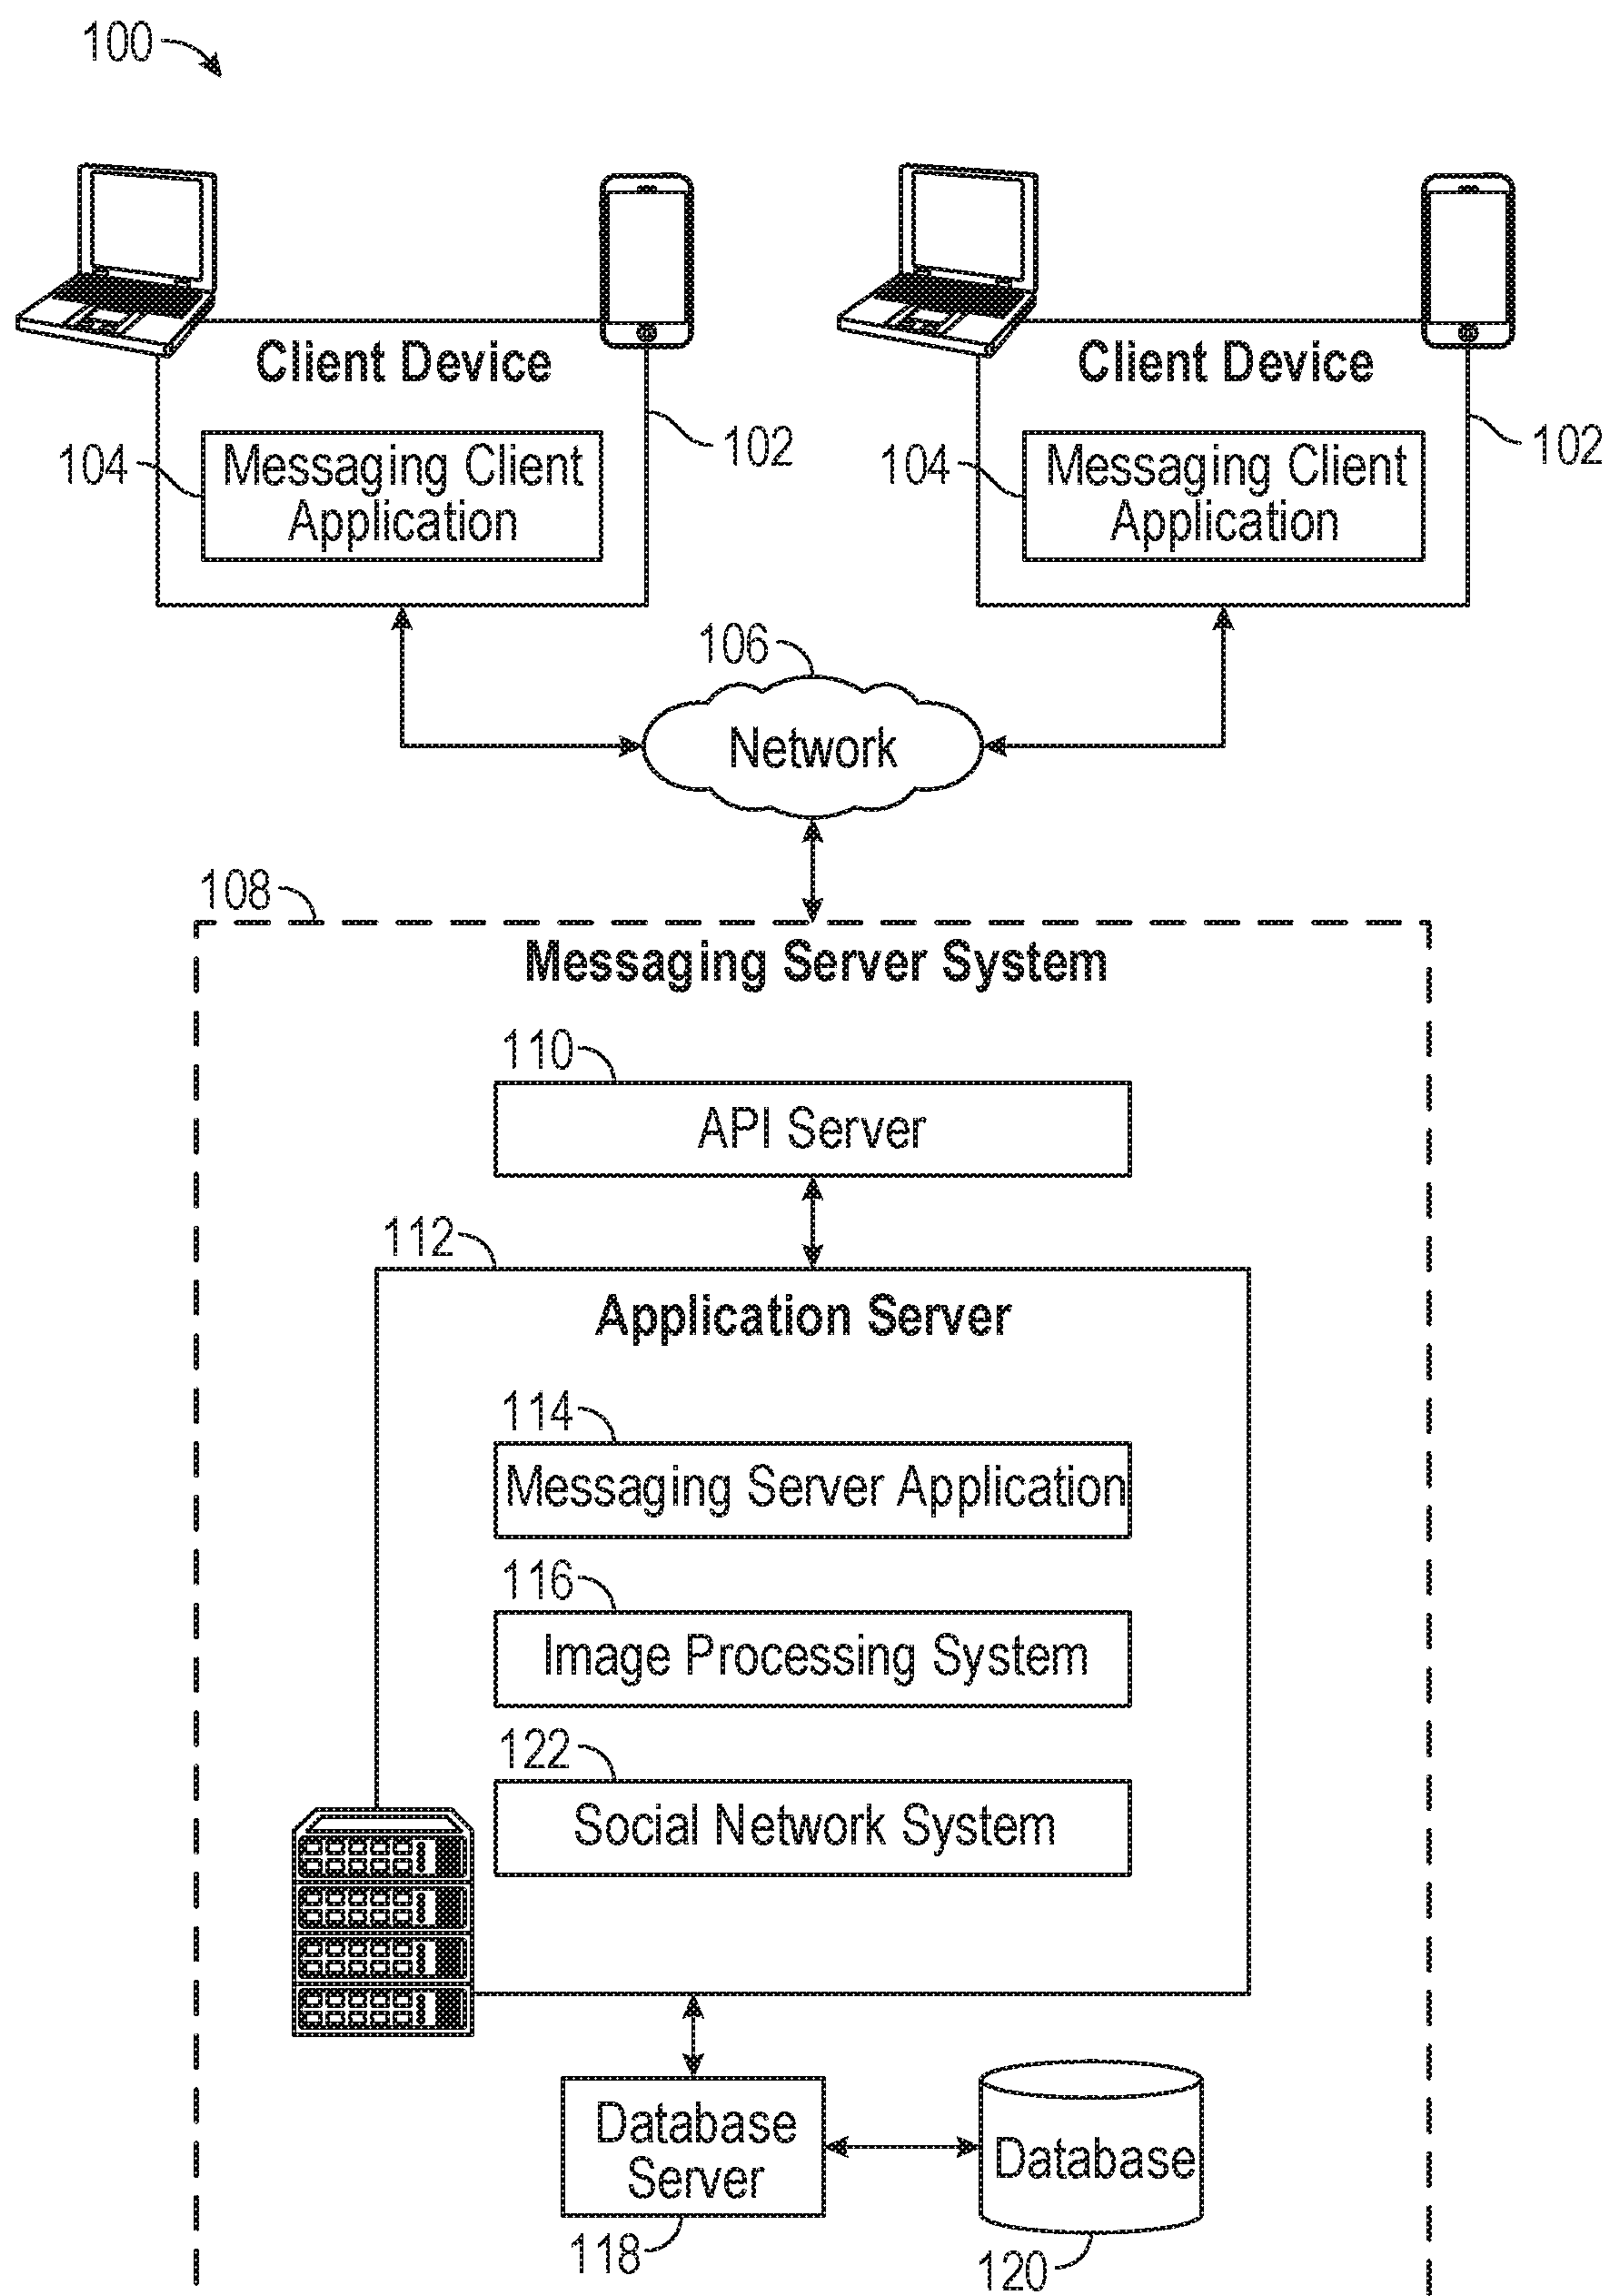 100
Client Device
104
Messaging Client
Application
102
Client Device
104
Messaging Client
Application
102
106
Network
108
Messaging Server System
110
API Server
112
Application Server
114
Messaging Server Application
116
Image Processing System
122
Social Network System
Database
Server
118
Database
120